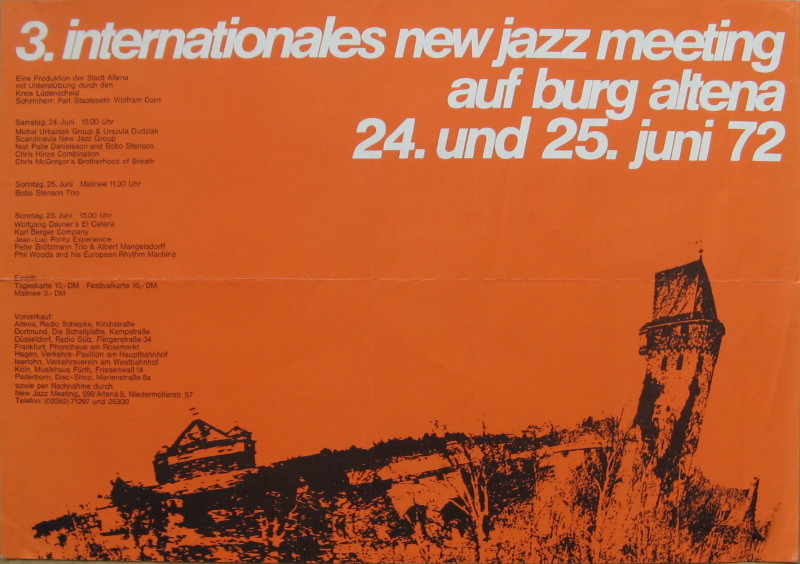 3. internationales new jazz meeting
auf burg altena
24. und 25. juni 72
Eine Produktion der Stadt Altena
mit Unterstützung durch den
Kreis Lüdenscheid
Schirmherr: Parl. Staatssekr. Wolfram Dorn
Samstag, 24. Juni 15.00 Uhr
Michal Urbaniak Group & Urszula Dudziak
Scandinavia New Jazz Group
feat Palle Danielsson and Bobo Stenson
Chris Hinze Combination
Chris McGregor's Brotherhood of Breath
Sonntag, 25. Juni Matinee 11.00 Uhr
Bobo Stenson Trio
Sonntag, 25. Juni 15.00 Uhr
Wolfgang Dauner's Et Cetera
Karl Berger Company
Jean-Luc Ponty Experience
Peter Brötzmann Trio & Albert Mangelsdorff
Phil Woods and his European Rhythm Machine
Tageskarte 10,- DM Festivalkarte 16,- DM
Matinee 3,- DM
Vorverkauf:
Altena, Radio Schepke, Kirchstraße
Dortmund, Die Schallplatte, Kampstraße
Düsseldorf, Radio Sülz, Flingerstraße 34
Frankfurt, Phonohaus am Rossmarkt
Hagen, Verkehrs-Pavillon am Hauptbahnhof
Iserlohn, Verkehrsverein am Westbahnhof
Köln, Musikhaus Fürth, Friesenwall 14
Paderborn, Disc-Shop, Marienstraße 8a
sowie per Nachnahme durch
New Jazz Meeting, 599 Altena 8, Niedermöllerstr. 57
Telefon: (02352) 71297 und 25300